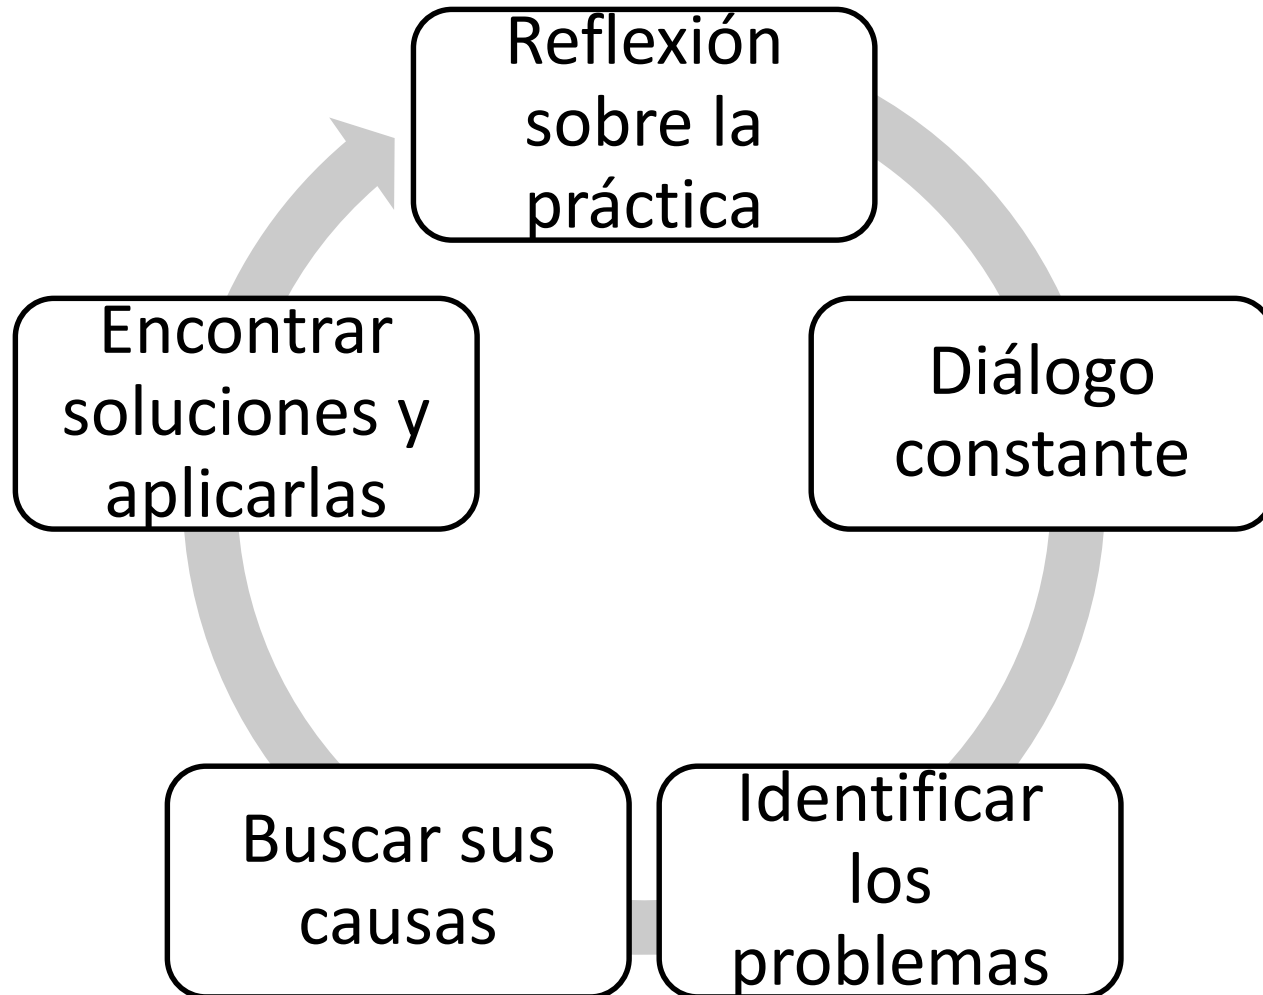 Reflexión
sobre la
práctica
Diálogo
constante
Identificar
los
problemas
Buscar sus
causas
Encontrar
soluciones y
aplicarlas